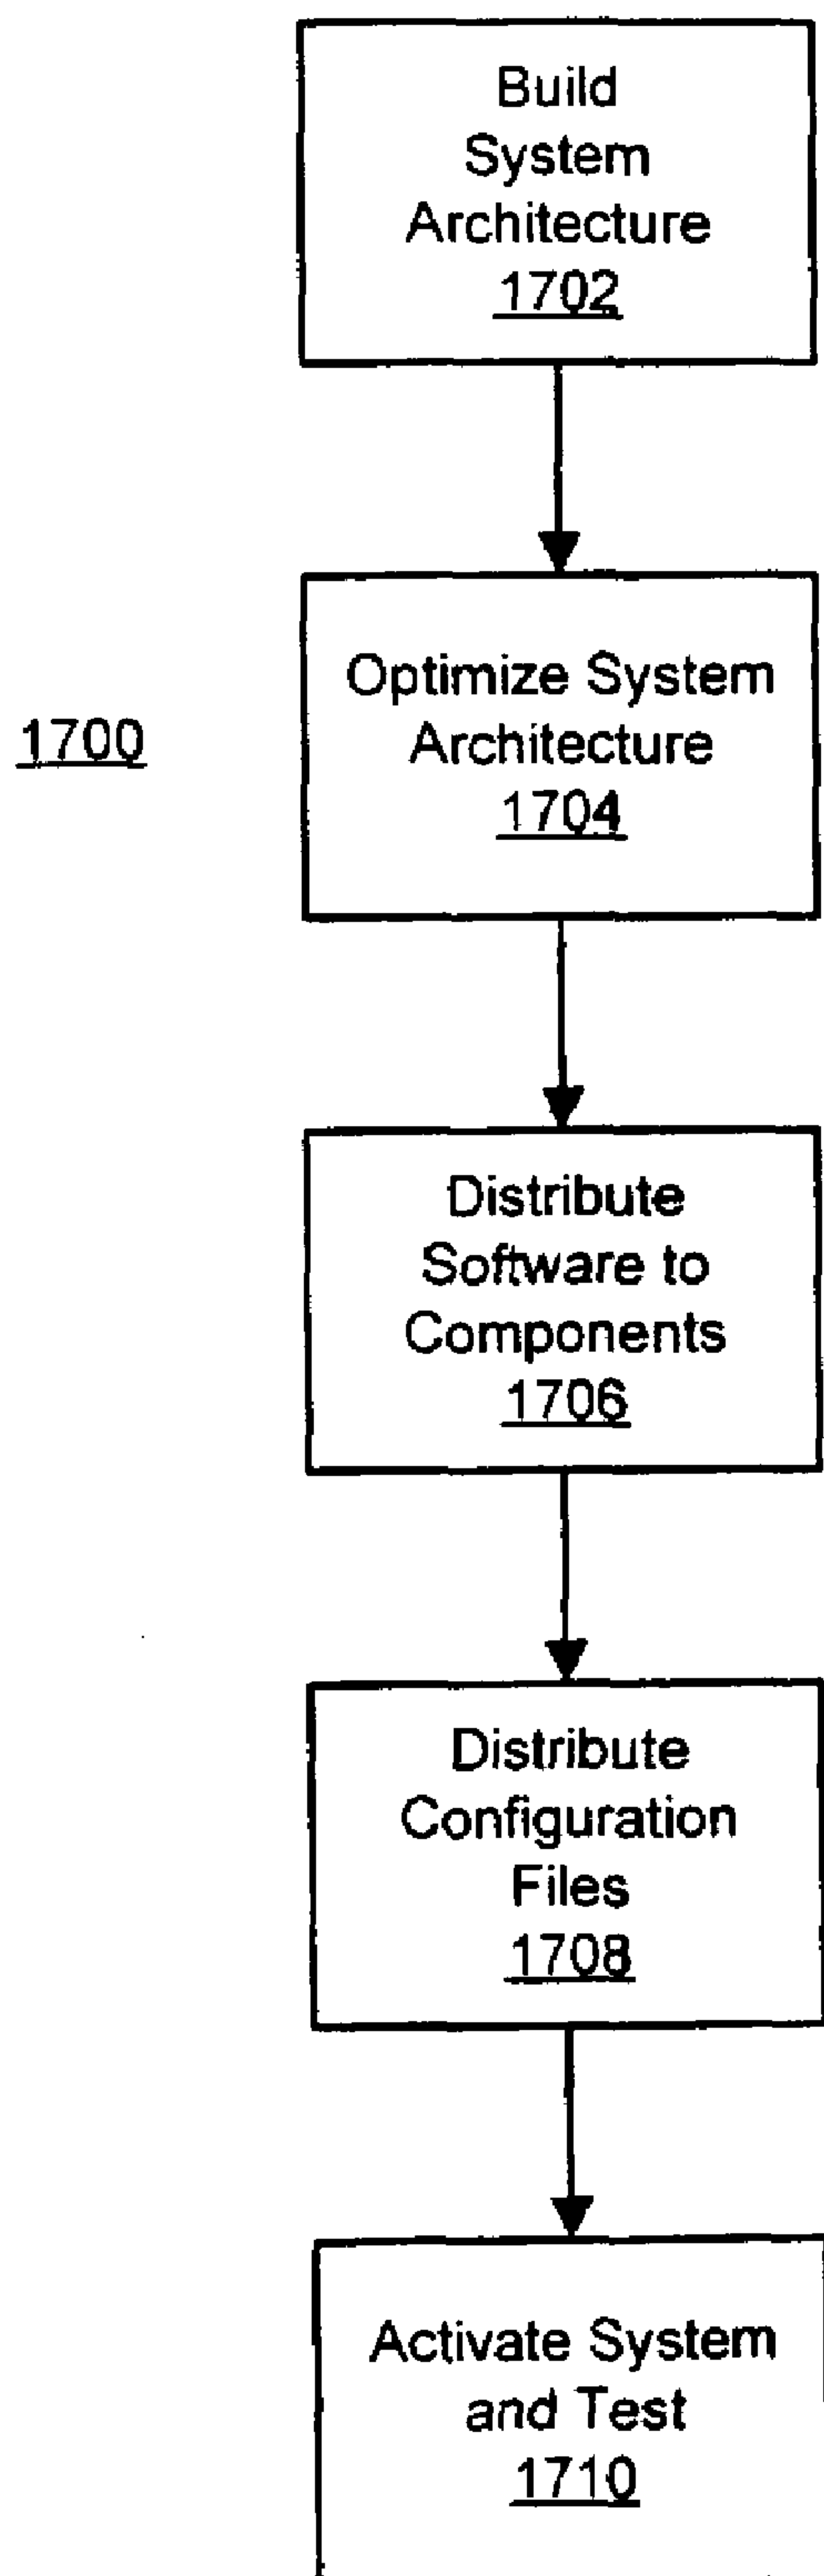 Build
System
Architecture
1702
Optimize System
Architecture
1704
1700
Distribute
Software to
Components
1706
Distribute
Configuration
Files
1708
Activate System
and Test
1710